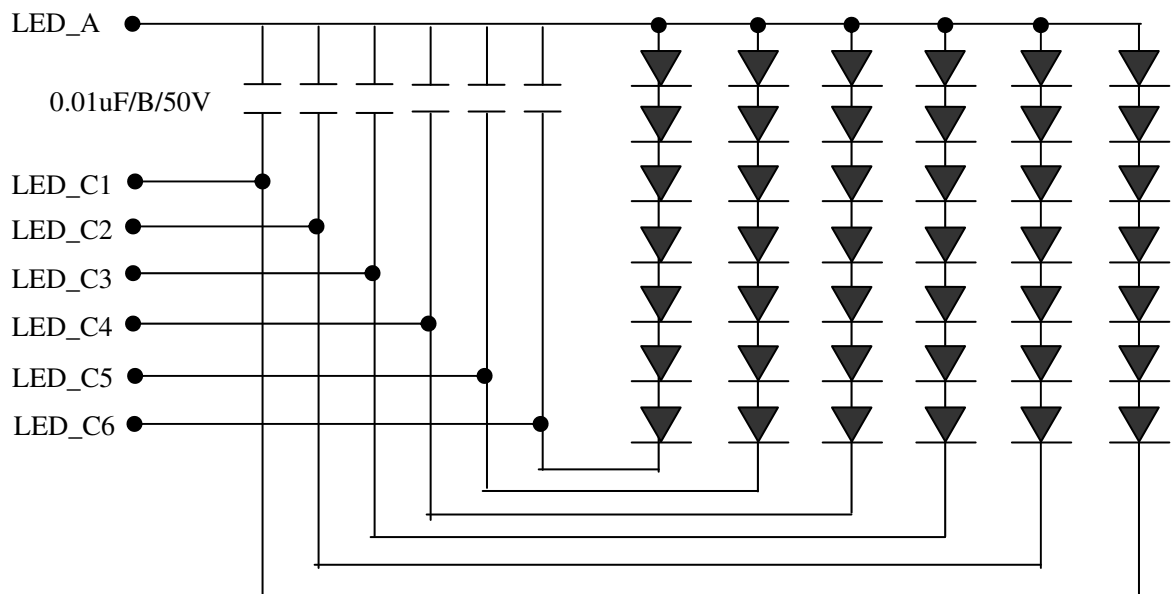 LED_A
0.01uF/B/50V
LED_C1
LED_C2
LED_C3
LED_C4
LED_C5
LED_C6